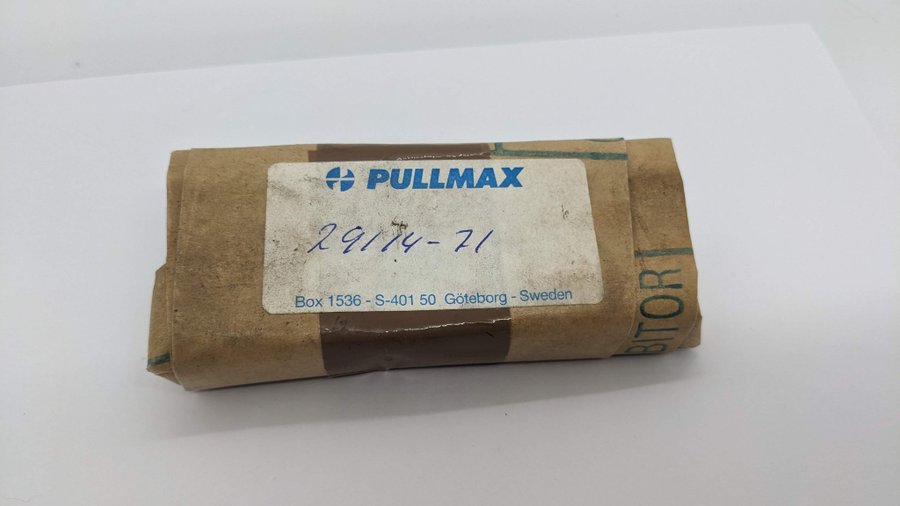 PULLMAX
29114-71
Box 1536 - S-401 50 Göteborg - Sweden
BITOR